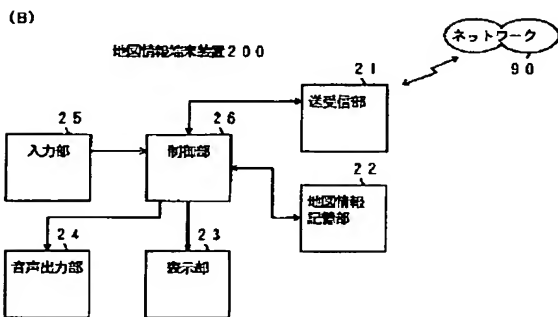 (B)
ネットワーク
90
地図情報端末装置200
21
送受信部
25
入力部
26
制御部
22
地図情報
記憶部
24
音声出力部
23
表示部